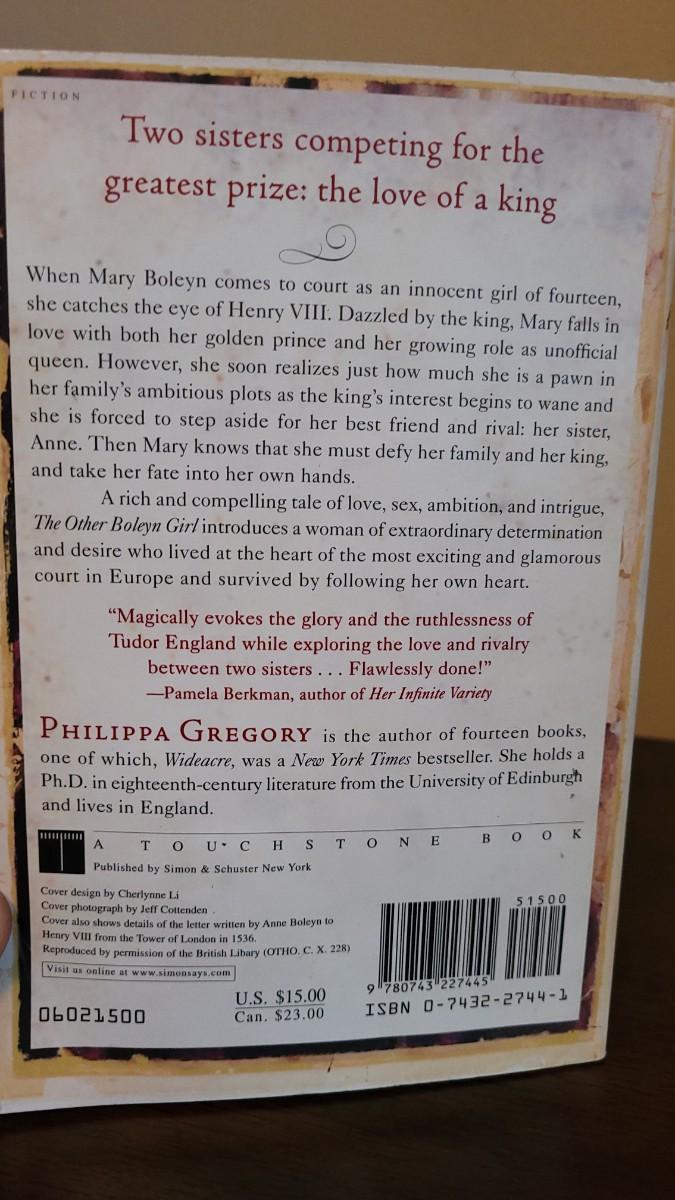 FICTION
Two sisters competing for the
greatest prize: the love of a king
When Mary Boleyn comes to court as an innocent girl of fourteen,
she catches the eye of Henry VIII. Dazzled by the king, Mary falls in
love with both her golden prince and her growing role as unofficial
queen. However, she soon realizes just how much she is a pawn in
her family's ambitious plots as the king's interest begins to wane and
she is forced to step aside for her best friend and rival: her sister,
Anne. Then Mary knows that she must defy her family and her king,
and take her fate into her own hands.
A rich and compelling tale of love, sex, ambition, and intrigue,
The Other Boleyn Girl introduces a woman of extraordinary determination
and desire who lived at the heart of the most exciting and glamorous
court in Europe and survived by following her own heart.
"Magically evokes the glory and the ruthlessness of
Tudor England while exploring the love and rivalry
between two sisters . . . Flawlessly done!"
—Pamela Berkman, author of Her Infinite Variety
PHILIPPA GREGORY is the author of fourteen books,
one of which, Wideacre, was a New York Times bestseller. She holds a
Ph.D. in eighteenth-century literature from the University of Edinburgh
and lives in England.
A TOUCHSTONE BOOK
Published by Simon & Schuster New York
Cover design by Cherlynne Li
Cover photograph by Jeff Cottenden
Cover also shows details of the letter written by Anne Boleyn to
Henry VIII from the Tower of London in 1536.
Reproduced by permission of the British Libary (OTHO. C. X. 228)
Visit us online at www.simonsays.com
06021500
U.S. $15.00
Can. $23.00
51500
9 780743 227445
ISBN 0-7432-2744-1